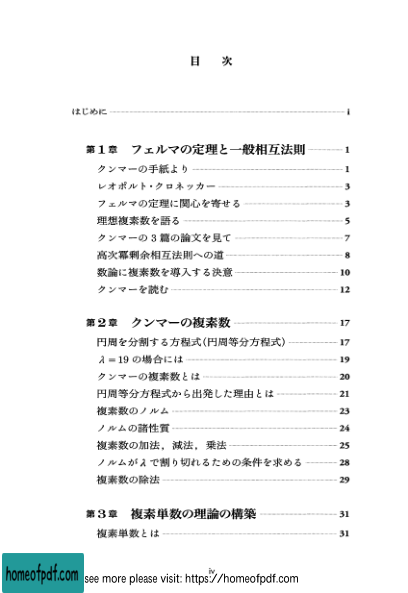 目 次
はじめに i
第1章 フェルマの定理と一般相互法則 1
クンマーの手紙より 1
レオポルト・クロネッカー 3
フェルマの定理に関心を寄せる 3
理想複素数を語る 5
クンマーの3篇の論文を見て 7
高次冪剰余相互法則への道 8
数論に複素数を導入する決意 10
クンマーを読む 12
第2章 クンマーの複素数 17
円周を分割する方程式(円周等分方程式) 17
λ=19の場合には 19
クンマーの複素数とは 20
円周等分方程式から出発した理由とは 21
複素数のノルム 23
ノルムの諸性質 24
複素数の加法，減法，乗法 25
ノルムがλで割り切れるための条件を求める 28
複素数の除法 29
第3章 複素単数の理論の構築 31
複素単数とは 31
iv
homeofpdf.com see more please visit: https://homeofpdf.com